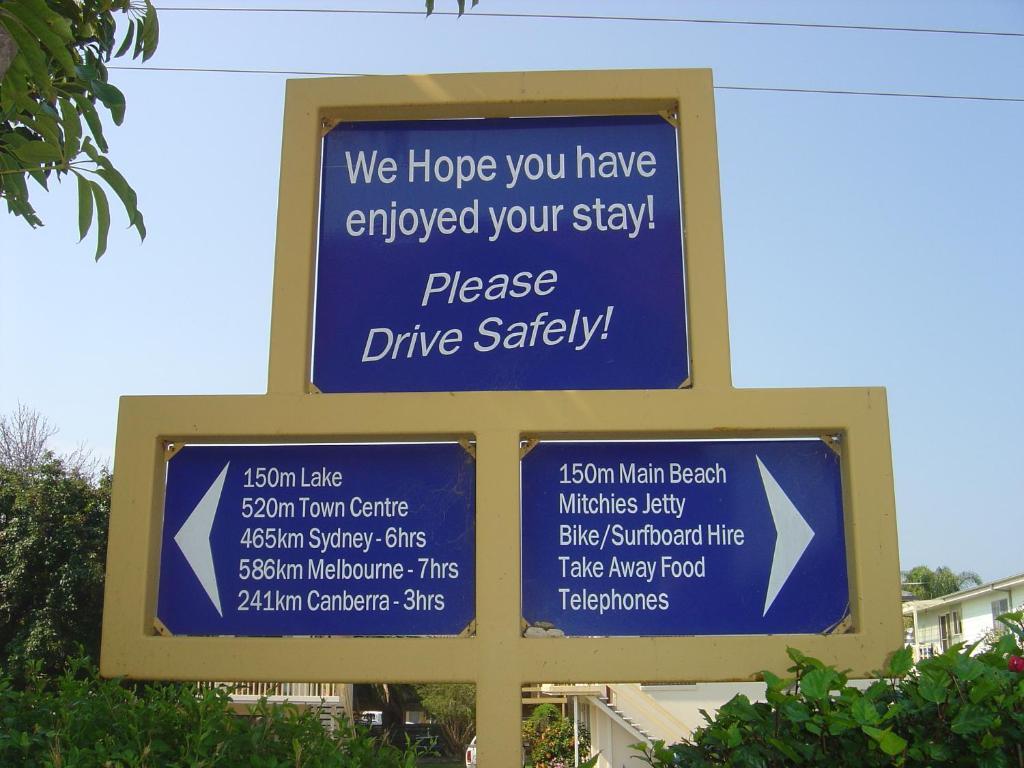 We Hope you have
enjoyed your stay!
Please
Drive Safely!
150m Lake
520m Town Centre
465km Sydney - 6hrs
586km Melbourne - 7hrs
241km Canberra - 3hrs
150m Main Beach
Mitchies Jetty
Bike/Surfboard Hire
Take Away Food
Telephones